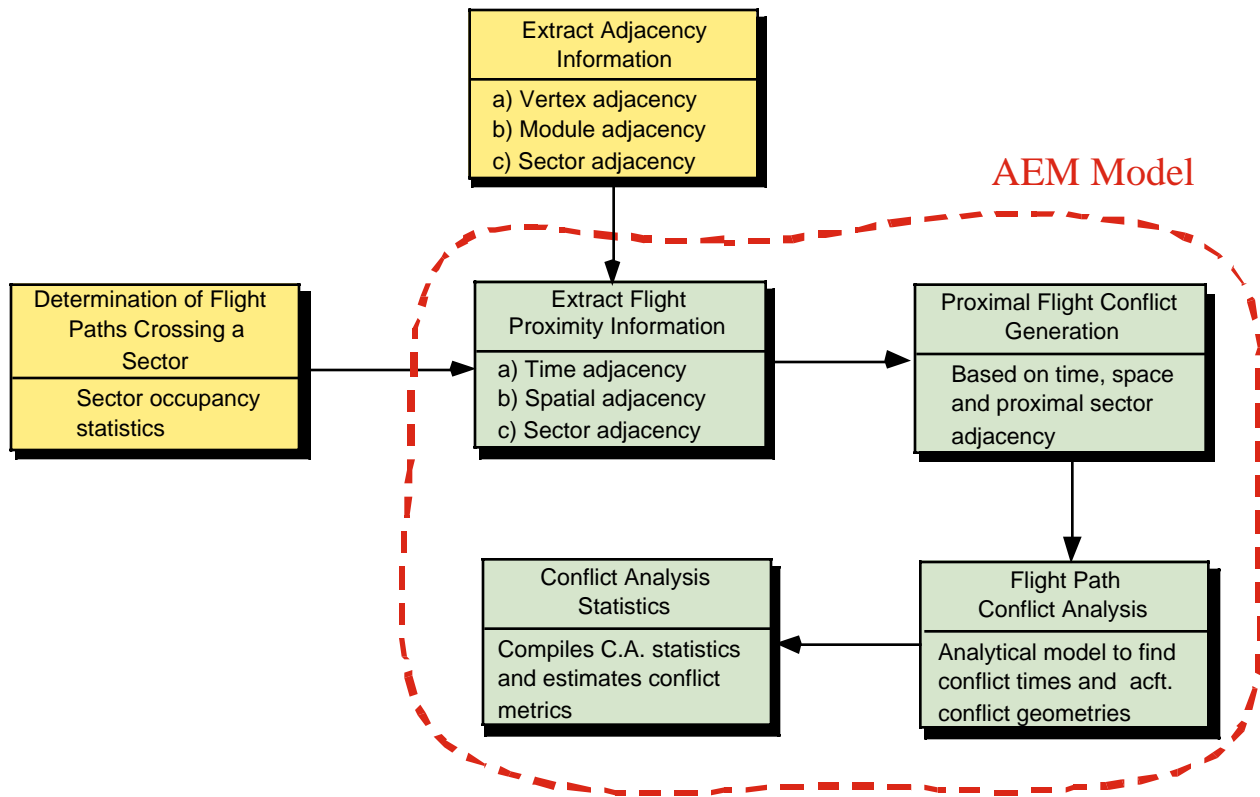 Extract Adjacency
Information
a) Vertex adjacency
b) Module adjacency
c) Sector adjacency
AEM Model
Determination of Flight
Paths Crossing a
Sector
Sector occupancy
statistics
Extract Flight
Proximity Information
a) Time adjacency
b) Spatial adjacency
c) Sector adjacency
Proximal Flight Conflict
Generation
Based on time, space
and proximal sector
adjacency
Conflict Analysis
Statistics
Compiles C.A. statistics
and estimates conflict
metrics
Flight Path
Conflict Analysis
Analytical model to find
conflict times and acft.
conflict geometries